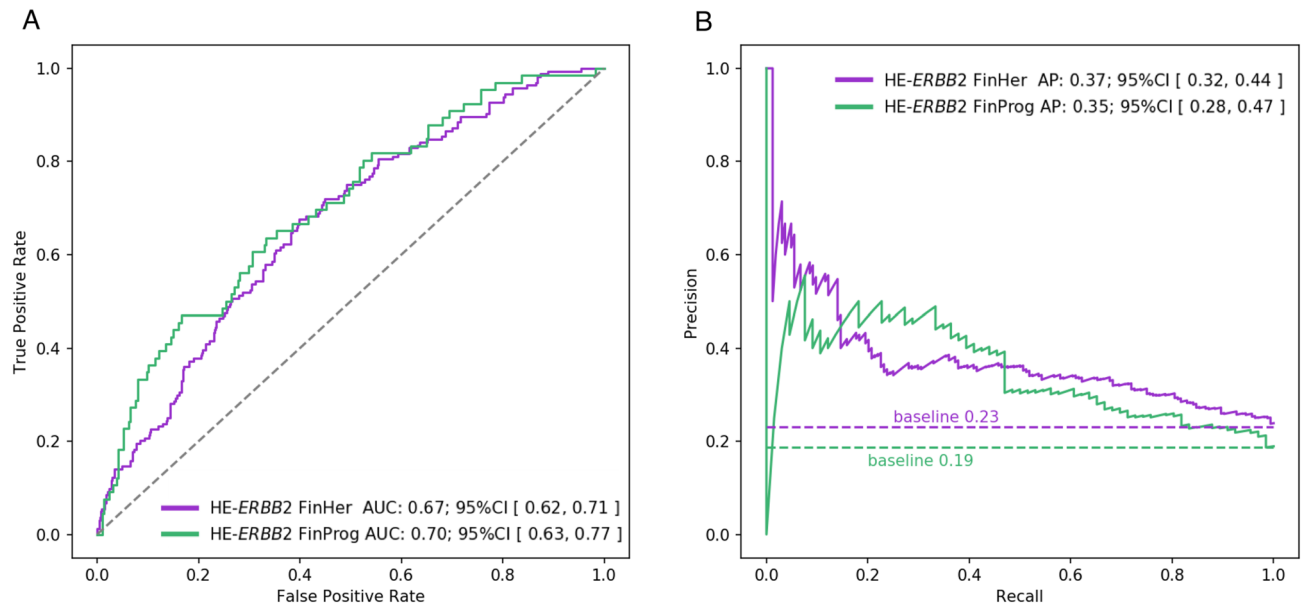 A
B
1.0
0.8
0.6
0.4
0.2
0.0
True Positive Rate
HE-ERBB2 FinHer AUC: 0.67; 95%CI [ 0.62, 0.71 ]
HE-ERBB2 FinProg AUC: 0.70; 95%CI [ 0.63, 0.77 ]
0.0 0.2 0.4 0.6 0.8 1.0
False Positive Rate
1.0
0.8
0.6
0.4
0.2
0.0
Precision
HE-ERBB2 FinHer AP: 0.37; 95%CI [ 0.32, 0.44 ]
HE-ERBB2 FinProg AP: 0.35; 95%CI [ 0.28, 0.47 ]
baseline 0.23
baseline 0.19
0.0 0.2 0.4 0.6 0.8 1.0
Recall